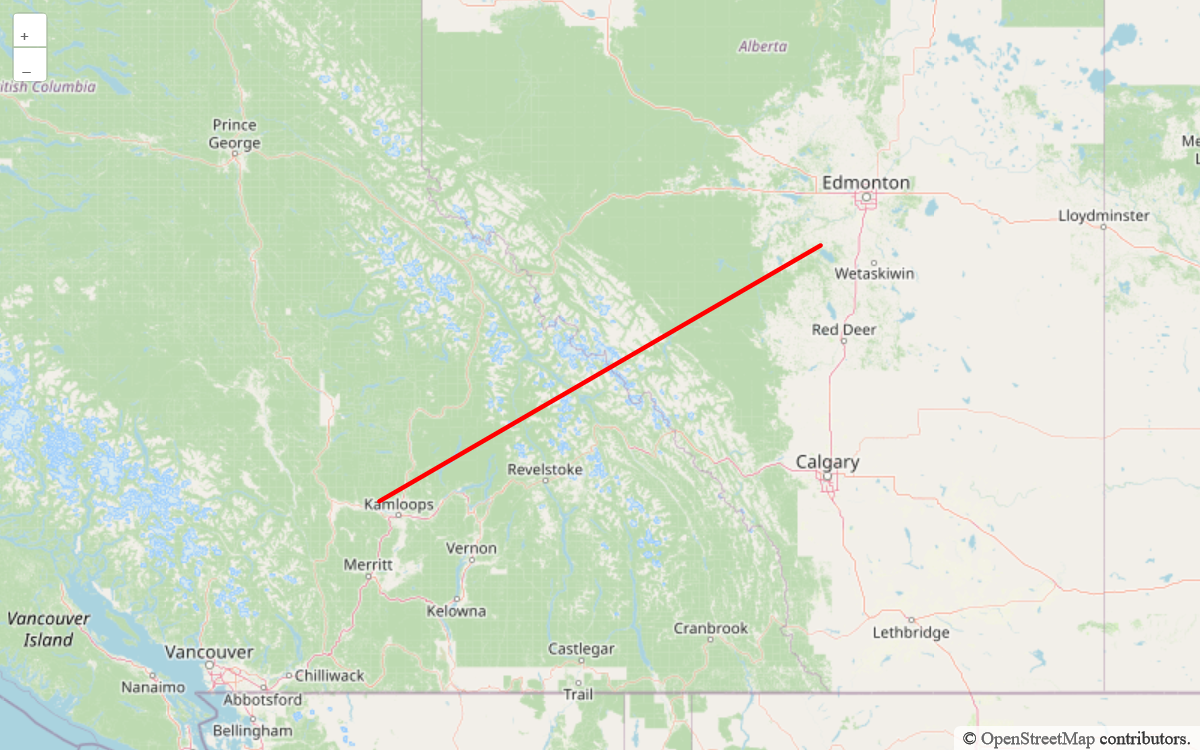 +
–
Alberta
itish Columbia
Prince
George
Me
L
Edmonton
Lloydminster
Wetaskiwin
Red Deer
Calgary
Revelstoke
Kamloops
Vernon
Merritt
Kelowna
Vancouver
Island
Cranbrook
Lethbridge
Vancouver
Castlegar
Chilliwack
Nanaimo
Abbotsford
Trail
Bellingham
© OpenStreetMap contributors.